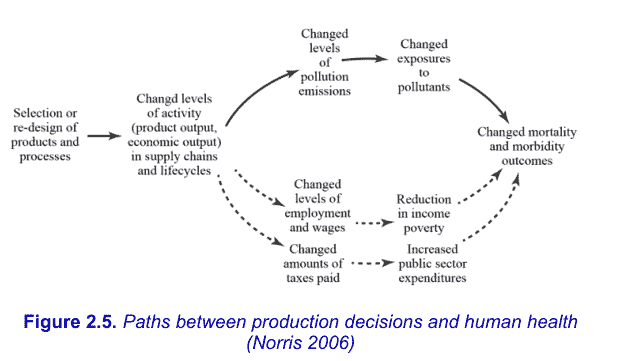 Selection or
re-design of
products and
processes
Changd levels
of activity
(product output,
economic output)
in supply chains
and lifecycles
Changed
levels
of
pollution
emissions
Changed
exposures
to
pollutants
Changed mortality
and morbidity
outcomes
Changed
levels of
employment
and wages
Reduction
in income
poverty
Changed
amounts of
taxes paid
Increased
public sector
expenditures
Figure 2.5. Paths between production decisions and human health
(Norris 2006)